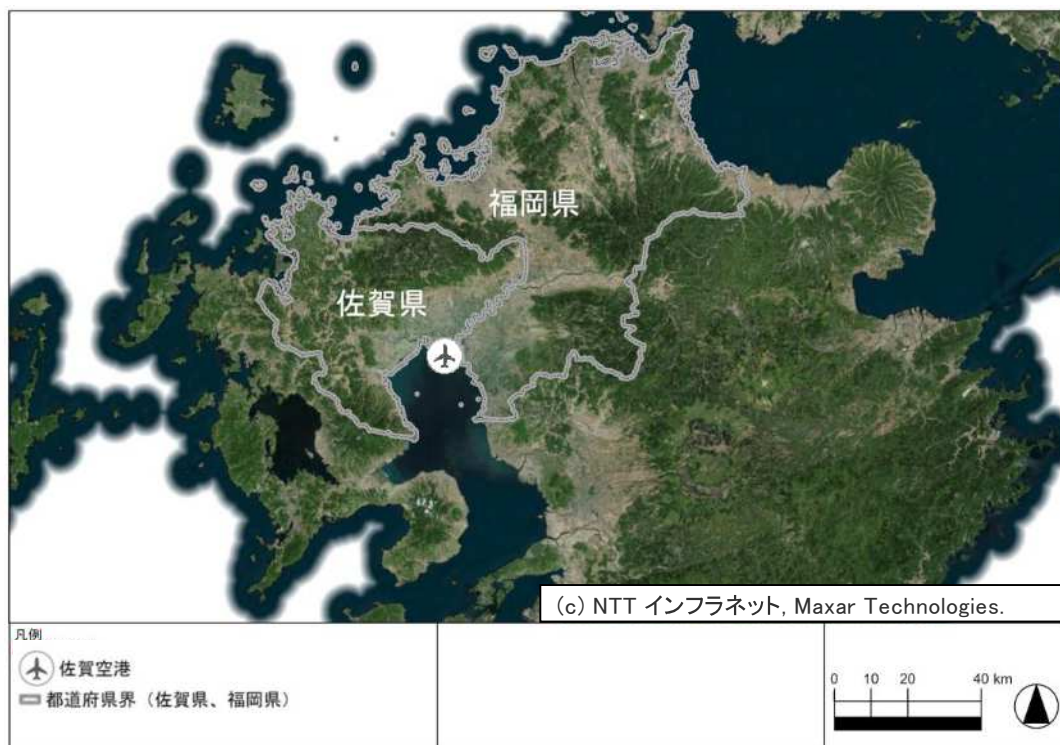 福岡県
佐賀県
(c) NTT インフラネット, Maxar Technologies.
凡例
佐賀空港
都道府県界（佐賀県、福岡県）
0 10 20 40 km